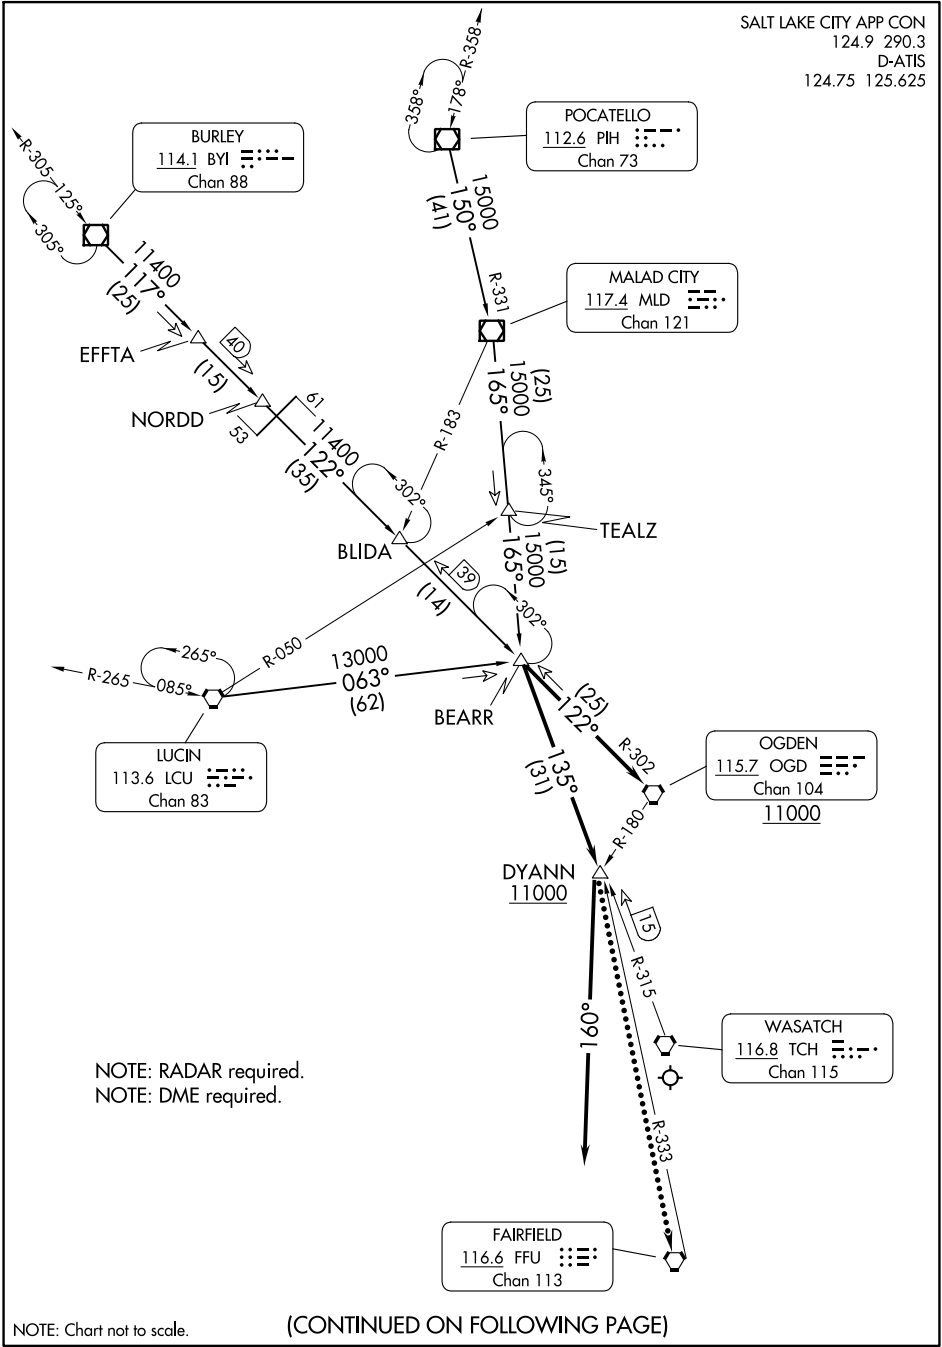 SALT LAKE CITY APP CON
124.9 290.3
D-ATIS
124.75 125.625
R-358
178°
358°
POCATELLO
112.6 PIH
Chan 73
BURLEY
114.1 BYI
Chan 88
R-305
125°
305°
15000
150°
(41)
R-331
11400
117°
(25)
MALAD CITY
117.4 MLD
Chan 121
EFFTA
40
(15)
NORDD
53
61
11400
122°
(35)
R-183
(25)
15000
165°
302°
345°
TEALZ
BLIDA
(15)
15000
165°
39
(14)
302°
R-050
265°
R-265
085°
13000
063°
(62)
BEARR
(25)
122°
R-302
LUCIN
113.6 LCU
Chan 83
OGDEN
115.7 OGD
Chan 104
11000
135°
(31)
R-180
DYANN
11000
15
R-315
160°
WASATCH
116.8 TCH
Chan 115
NOTE: RADAR required.
NOTE: DME required.
R-333
FAIRFIELD
116.6 FFU
Chan 113
NOTE: Chart not to scale.
(CONTINUED ON FOLLOWING PAGE)